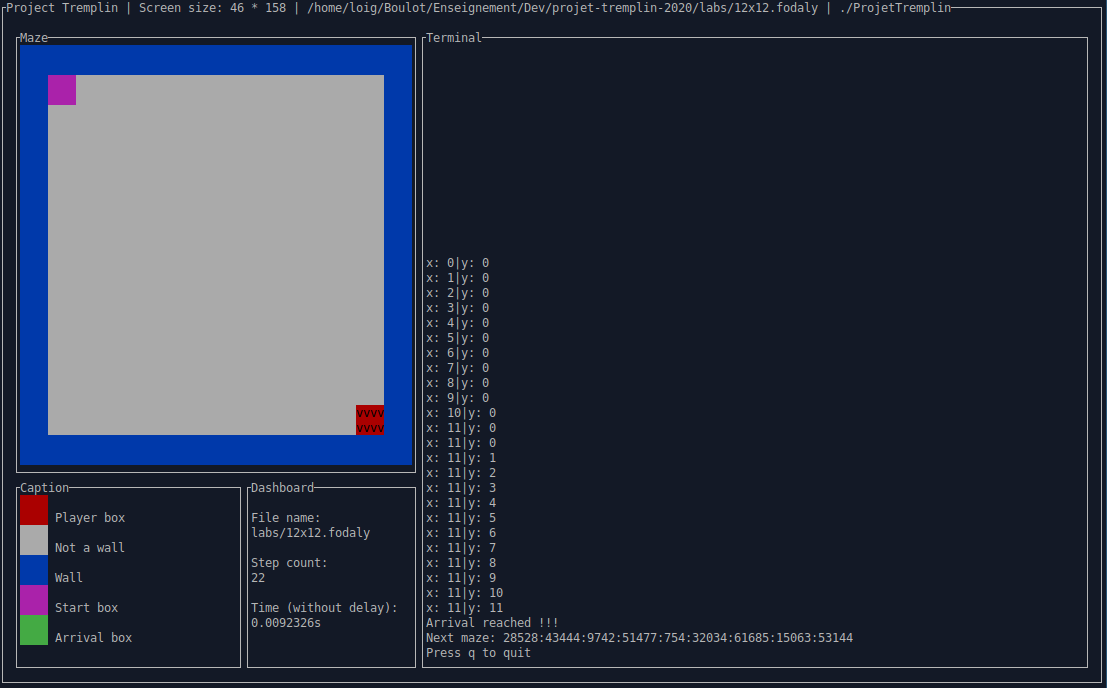 Project Tremplin | Screen size: 46 * 158 | /home/loig/Boulot/Enseignement/Dev/projet-tremplin-2020/labs/12x12.fodaly | ./ProjetTremplin
Maze
vvvv
vvvv
Caption
Player box
Not a wall
Wall
Start box
Arrival box
Dashboard
File name:
labs/12x12.fodaly
Step count:
22
Time (without delay):
0.0092326s
Terminal
x: 0|y: 0
x: 1|y: 0
x: 2|y: 0
x: 3|y: 0
x: 4|y: 0
x: 5|y: 0
x: 6|y: 0
x: 7|y: 0
x: 8|y: 0
x: 9|y: 0
x: 10|y: 0
x: 11|y: 0
x: 11|y: 0
x: 11|y: 1
x: 11|y: 2
x: 11|y: 3
x: 11|y: 4
x: 11|y: 5
x: 11|y: 6
x: 11|y: 7
x: 11|y: 8
x: 11|y: 9
x: 11|y: 10
x: 11|y: 11
Arrival reached !!!
Next maze: 28528:43444:9742:51477:754:32034:61685:15063:53144
Press q to quit